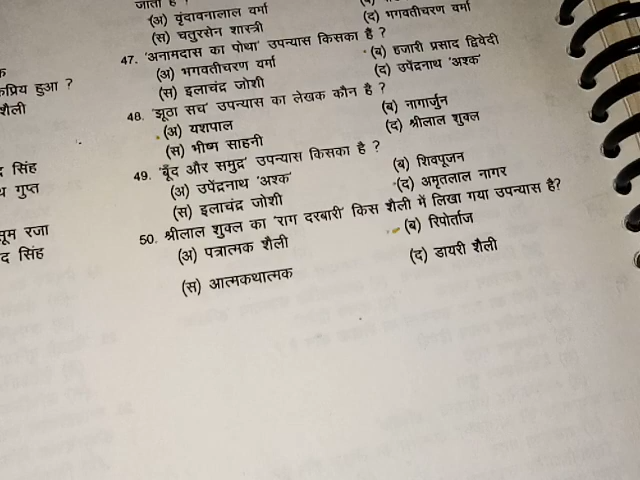 जाता है ?
(अ) वृंदावनलाल वर्मा
(स) चतुरसेन शास्त्री (द) भगवतीचरण वर्मा
47. 'अनामदास का पोथा' उपन्यास किसका है ?
(अ) भगवतीचरण वर्मा (ब) हजारी प्रसाद द्विवेदी
(स) इलाचंद्र जोशी (द) उपेंद्रनाथ 'अश्क'
48. 'झूठा सच' उपन्यास का लेखक कौन है ?
(अ) यशपाल (ब) नागार्जुन
(स) भीष्म साहनी (द) श्रीलाल शुक्ल
49. 'बूँद और समुद्र' उपन्यास किसका है ?
(अ) उपेंद्रनाथ 'अश्क' (ब) शिवपूजन
(स) इलाचंद्र जोशी (द) अमृतलाल नागर
50. श्रीलाल शुक्ल का 'राग दरबारी' किस शैली में लिखा गया उपन्यास है?
(अ) पत्रात्मक शैली (ब) रिपोर्ताज
(स) आत्मकथात्मक (द) डायरी शैली
प्रिय हुआ ?
शैली
सिंह
गुप्त
रजा
सिंह